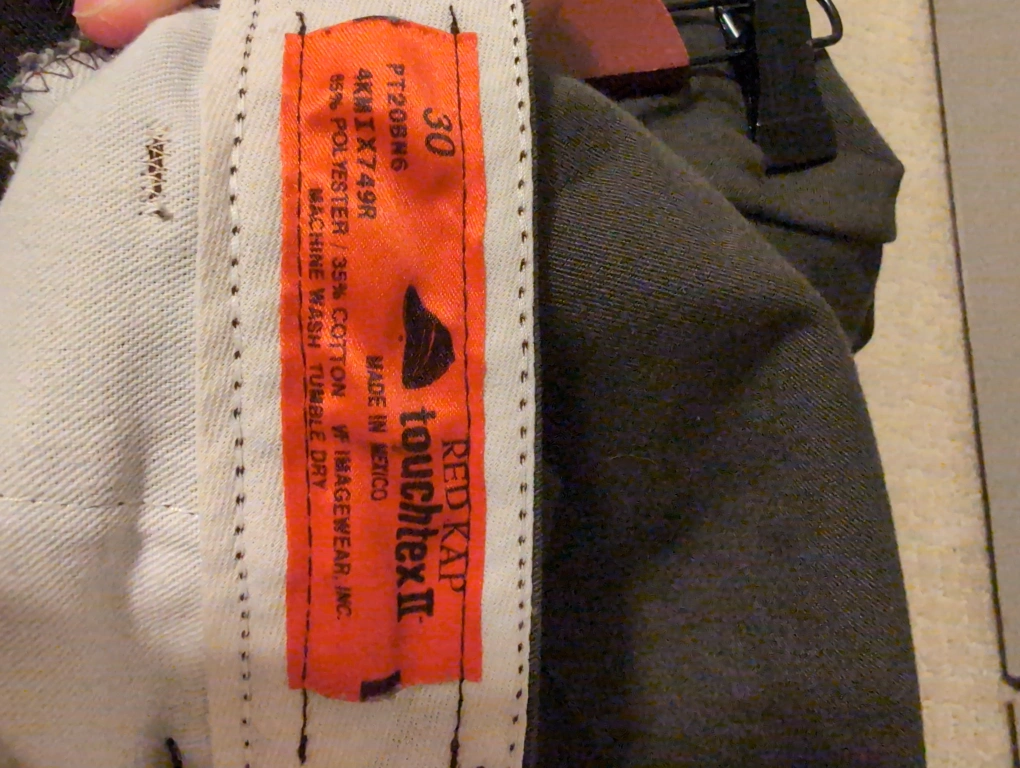 30
PT20BN6
4KMIX749R
65% POLYESTER / 35% COTTON VF IMAGEWEAR, INC.
MACHINE WASH TUMBLE DRY
RED KAP
touchtex II
MADE IN MEXICO